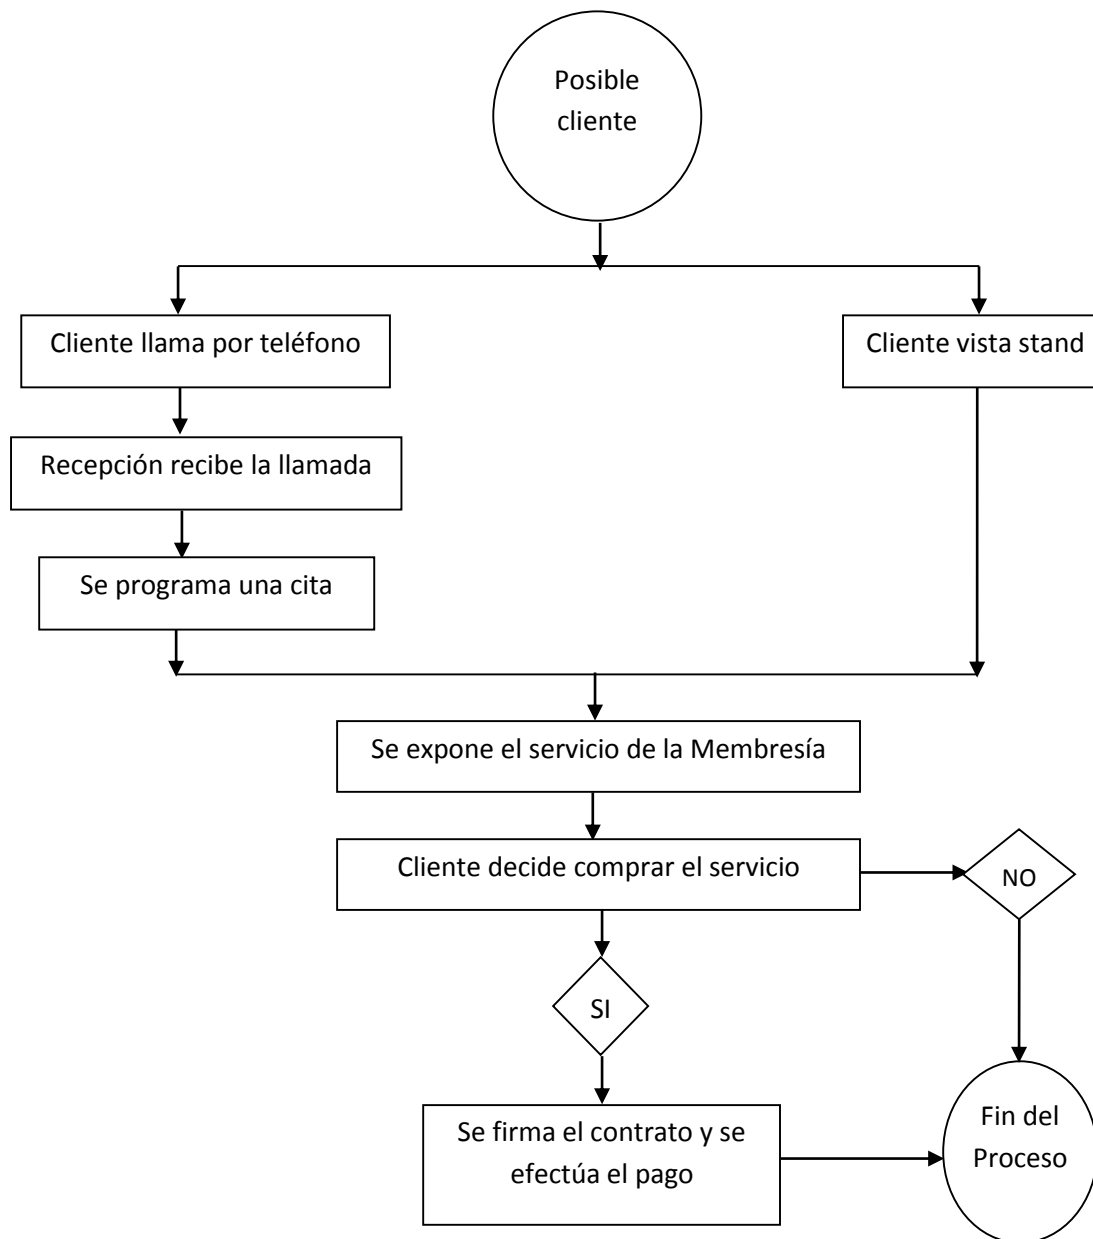 Posible
cliente
Cliente llama por teléfono
Cliente vista stand
Recepción recibe la llamada
Se programa una cita
Se expone el servicio de la Membresía
Cliente decide comprar el servicio
NO
SI
Se firma el contrato y se
efectúa el pago
Fin del
Proceso